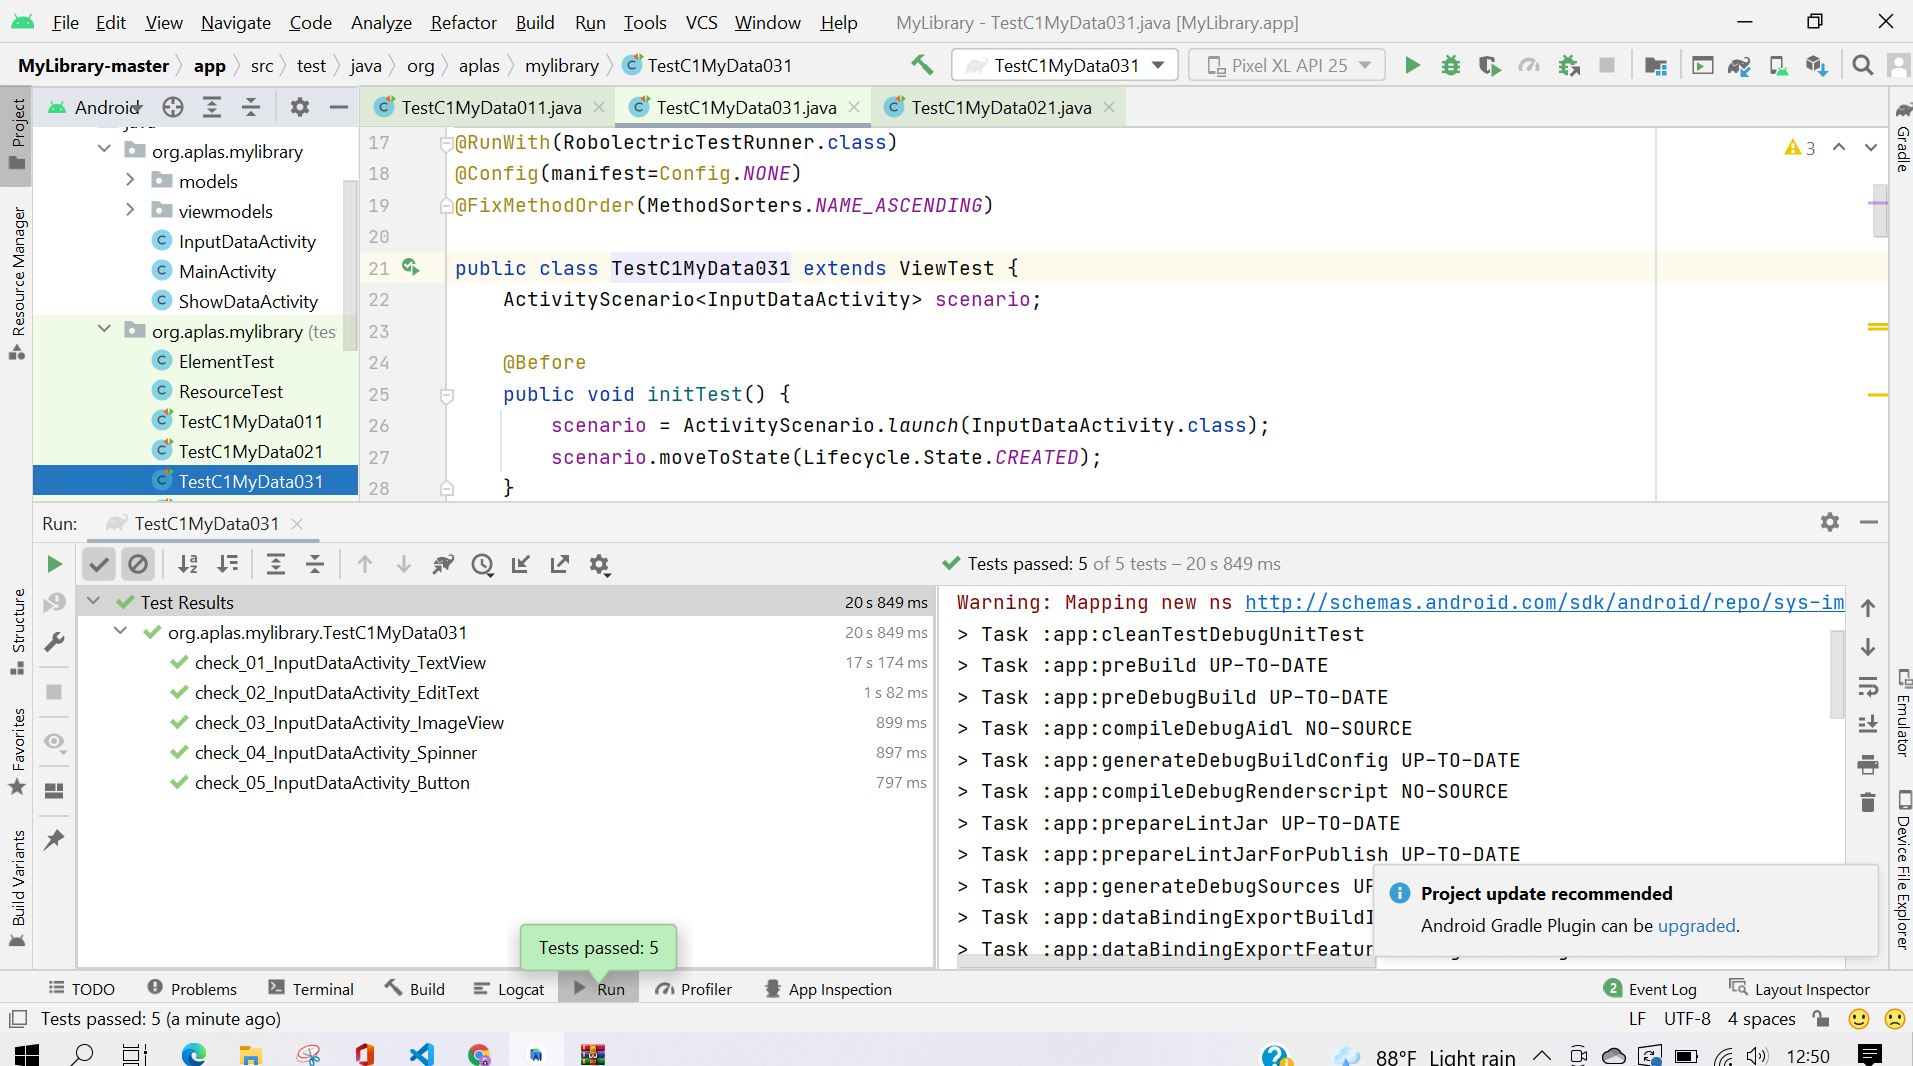 File Edit View Navigate Code Analyze Refactor Build Run Tools VCS Window Help MyLibrary - TestC1MyData031.java [MyLibrary.app]
MyLibrary-master app src test java org aplas mylibrary TestC1MyData031 TestC1MyData031 Pixel XL API 25
Android TestC1MyData011.java TestC1MyData031.java TestC1MyData021.java
Project
Resource Manager
Structure
Favorites
Build Variants
java
org.aplas.mylibrary
models
viewmodels
InputDataActivity
MainActivity
ShowDataActivity
org.aplas.mylibrary (tes
ElementTest
ResourceTest
TestC1MyData011
TestC1MyData021
TestC1MyData031
17 @RunWith(RobolectricTestRunner.class)
18 @Config(manifest=Config.NONE)
19 @FixMethodOrder(MethodSorters.NAME_ASCENDING)
20
21 public class TestC1MyData031 extends ViewTest {
22 ActivityScenario<InputDataActivity> scenario;
23
24 @Before
25 public void initTest() {
26 scenario = ActivityScenario.launch(InputDataActivity.class);
27 scenario.moveToState(Lifecycle.State.CREATED);
28 }
3
Gradle
Emulator
Device File Explorer
Run: TestC1MyData031
Tests passed: 5 of 5 tests – 20 s 849 ms
Test Results 20 s 849 ms
org.aplas.mylibrary.TestC1MyData031 20 s 849 ms
check_01_InputDataActivity_TextView 17 s 174 ms
check_02_InputDataActivity_EditText 1 s 82 ms
check_03_InputDataActivity_ImageView 899 ms
check_04_InputDataActivity_Spinner 897 ms
check_05_InputDataActivity_Button 797 ms
Warning: Mapping new ns http://schemas.android.com/sdk/android/repo/sys-im
> Task :app:cleanTestDebugUnitTest
> Task :app:preBuild UP-TO-DATE
> Task :app:preDebugBuild UP-TO-DATE
> Task :app:compileDebugAidl NO-SOURCE
> Task :app:generateDebugBuildConfig UP-TO-DATE
> Task :app:compileDebugRenderscript NO-SOURCE
> Task :app:prepareLintJar UP-TO-DATE
> Task :app:prepareLintJarForPublish UP-TO-DATE
> Task :app:generateDebugSources UP
> Task :app:dataBindingExportBuildI
> Task :app:dataBindingExportFeatur
Project update recommended
Android Gradle Plugin can be upgraded.
Tests passed: 5
TODO Problems Terminal Build Logcat Run Profiler App Inspection 2 Event Log Layout Inspector
Tests passed: 5 (a minute ago) LF UTF-8 4 spaces
88°F Light rain 12:50